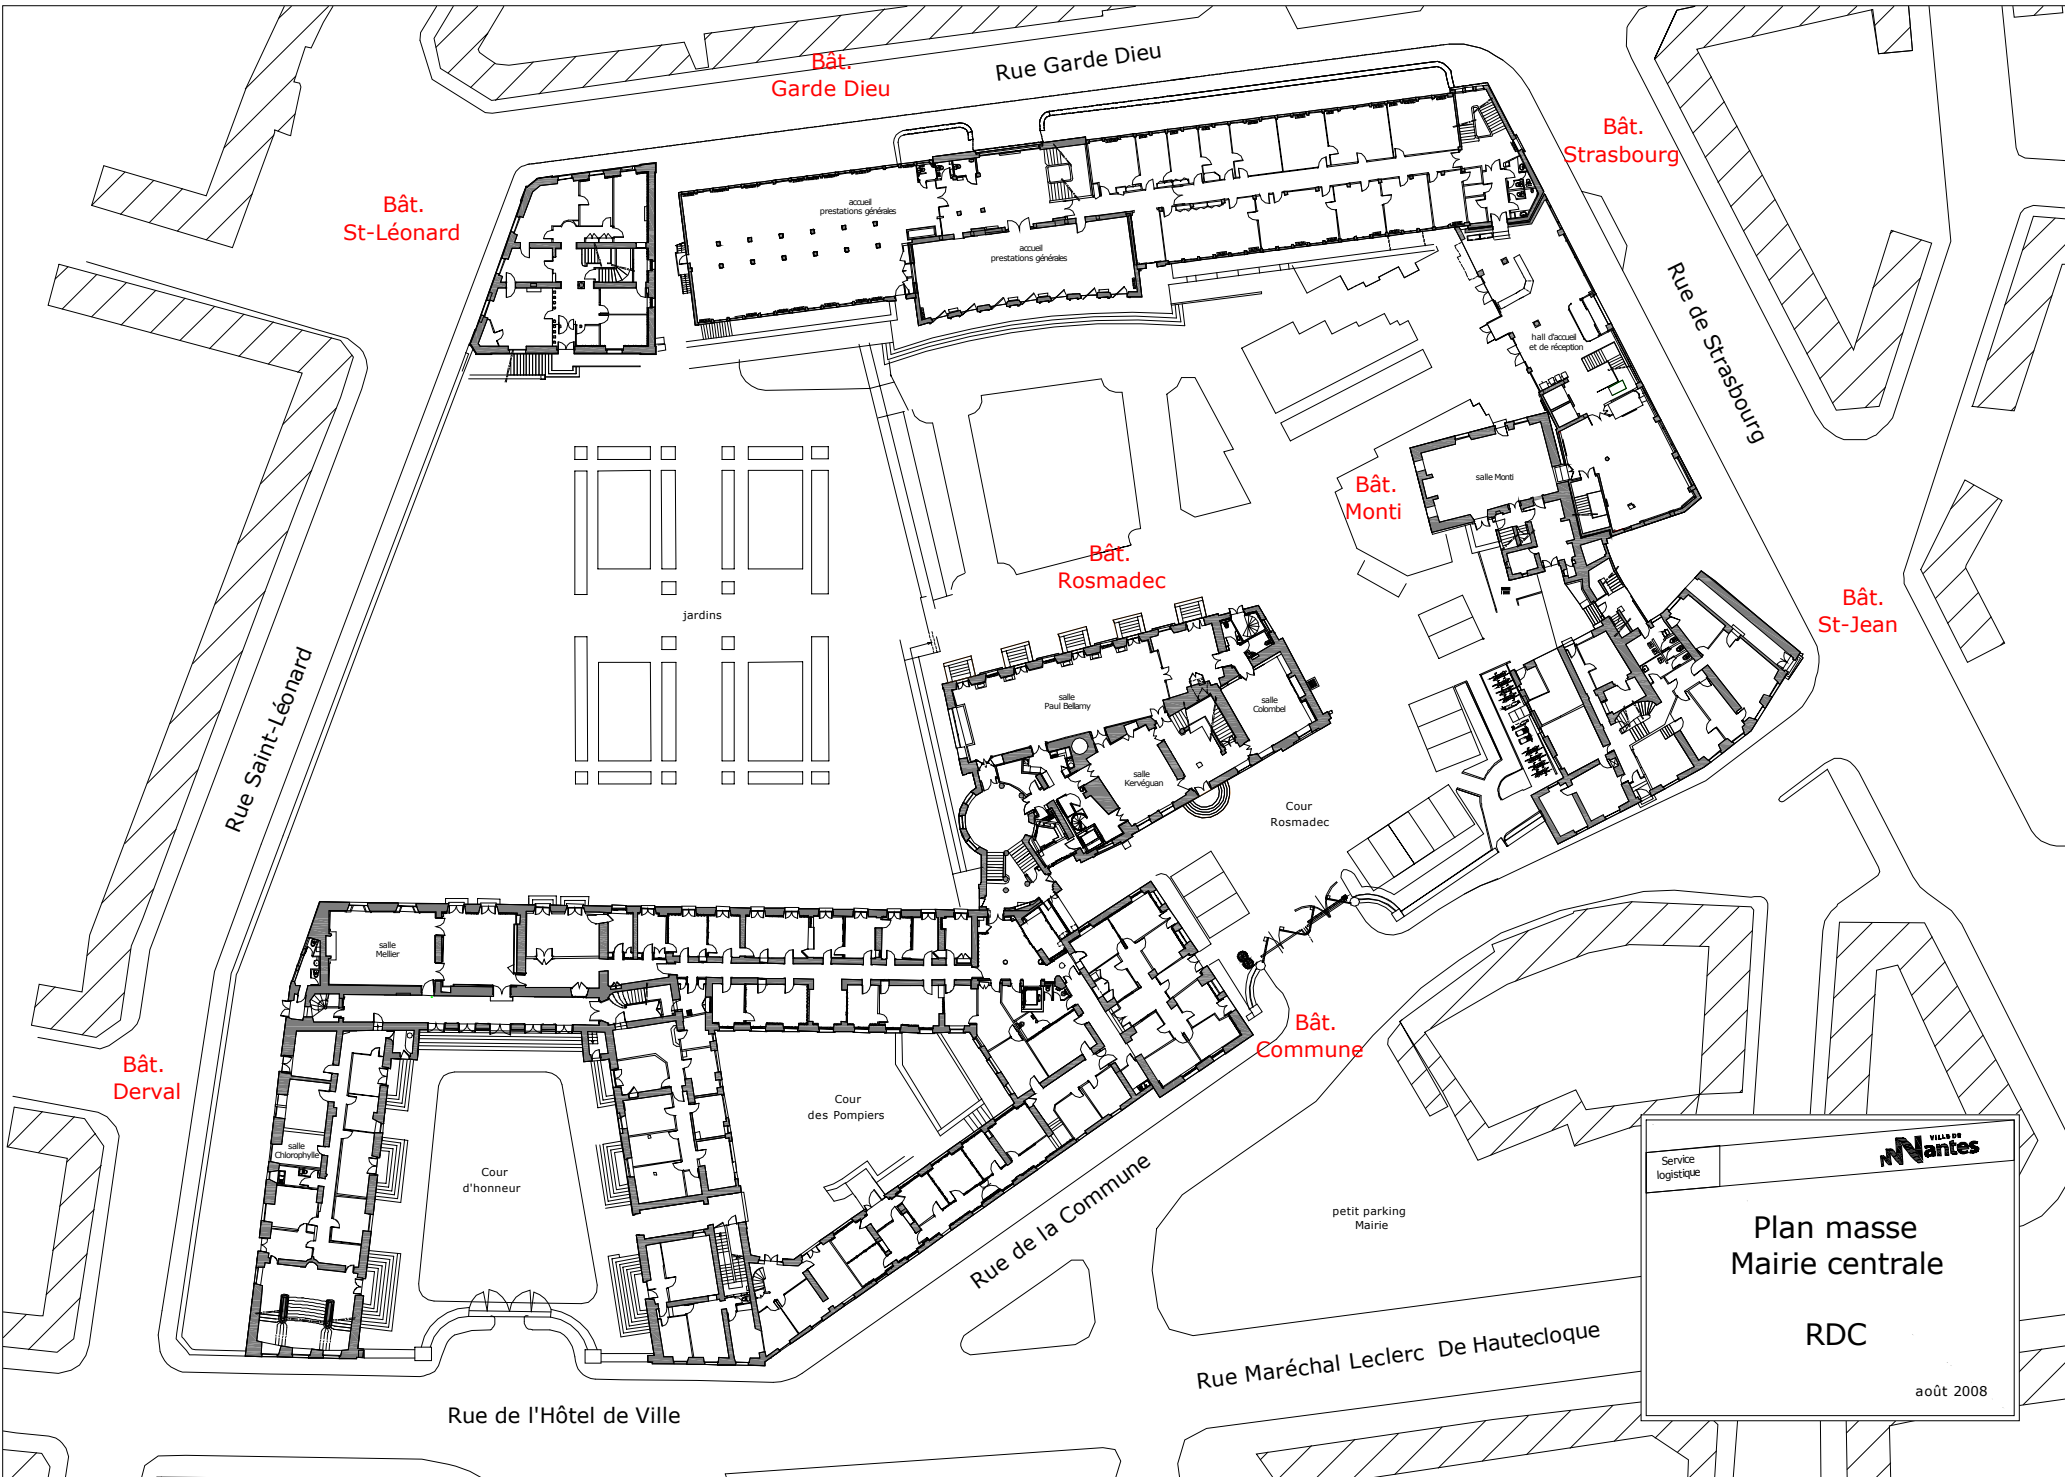 Bât.
Garde Dieu
Rue Garde Dieu
Bât.
Strasbourg
Bât.
St-Léonard
accueil
prestations générales
accueil
prestations générales
Rue de Strasbourg
hall d'accueil
et de réception
salle Monti
Bât.
Monti
Bât.
Rosmadec
Bât.
St-Jean
jardins
salle
Paul Bellamy
salle
Colombel
salle
Kervéguan
Cour
Rosmadec
Rue Saint-Léonard
salle
Mellier
Bât.
Commune
Bât.
Derval
Cour
des Pompiers
salle
Chlorophylle
Cour
d'honneur
Rue de la Commune
petit parking
Mairie
Service
logistique
VILLE DE
Nantes
Plan masse
Mairie centrale
RDC
août 2008
Rue Maréchal Leclerc De Hautecloque
Rue de l'Hôtel de Ville